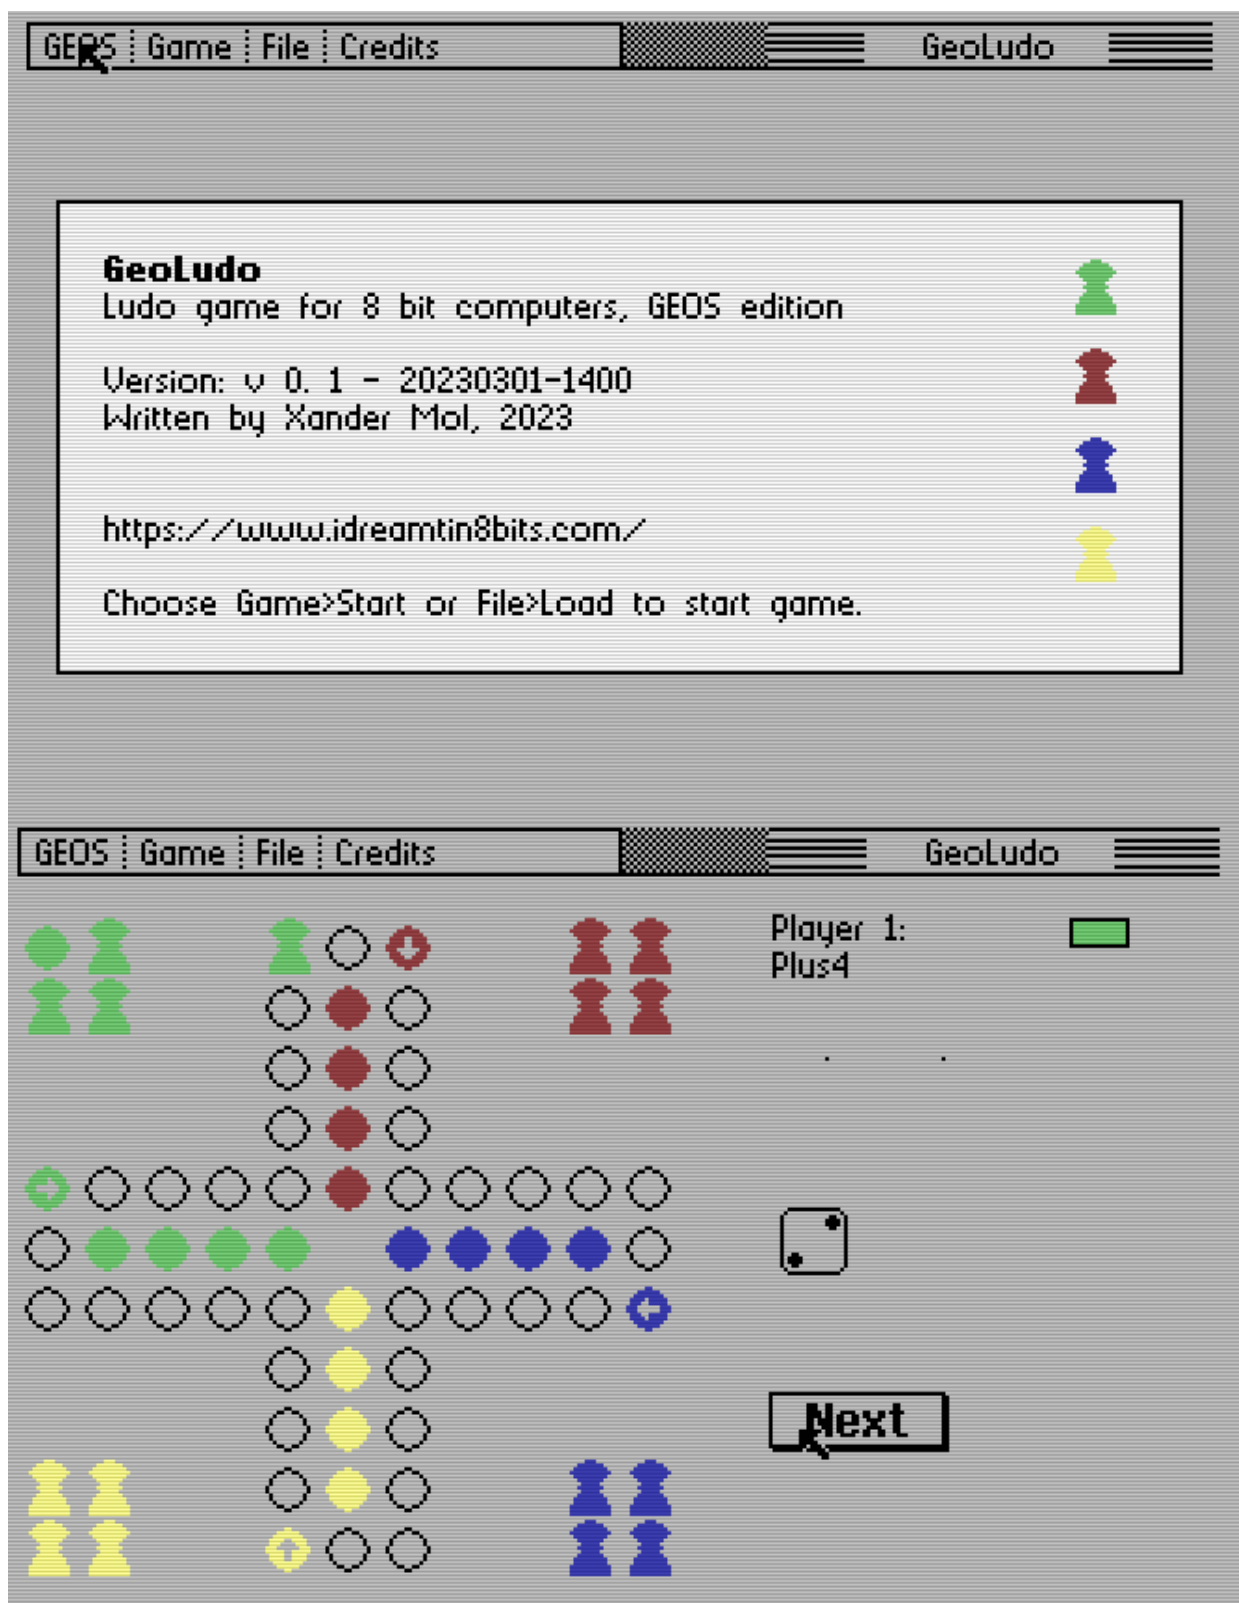 GEOS Game File Credits GeoLudo
GeoLudo
Ludo game for 8 bit computers, GEOS edition
Version: v 0. 1 - 20230301-1400
Written by Xander Mol, 2023
https://www.idreamtin8bits.com/
Choose Game>Start or File>Load to start game.
GEOS Game File Credits GeoLudo
Player 1:
Plus4
Next